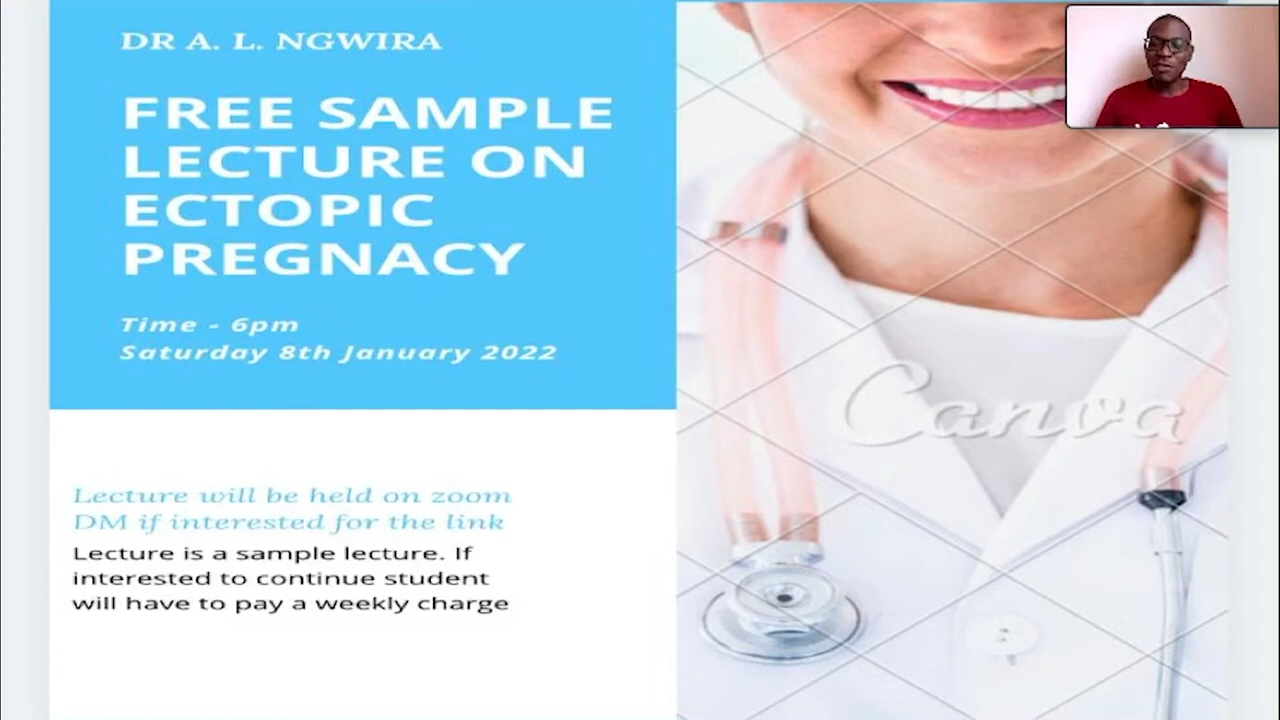 DR A. L. NGWIRA
FREE SAMPLE
LECTURE ON
ECTOPIC
PREGNANCY
Time - 6pm
Saturday 8th January 2022
Lecture will be held on zoom
DM if interested for the link
Lecture is a sample lecture. If
interested to continue student
will have to pay a weekly charge
Canva